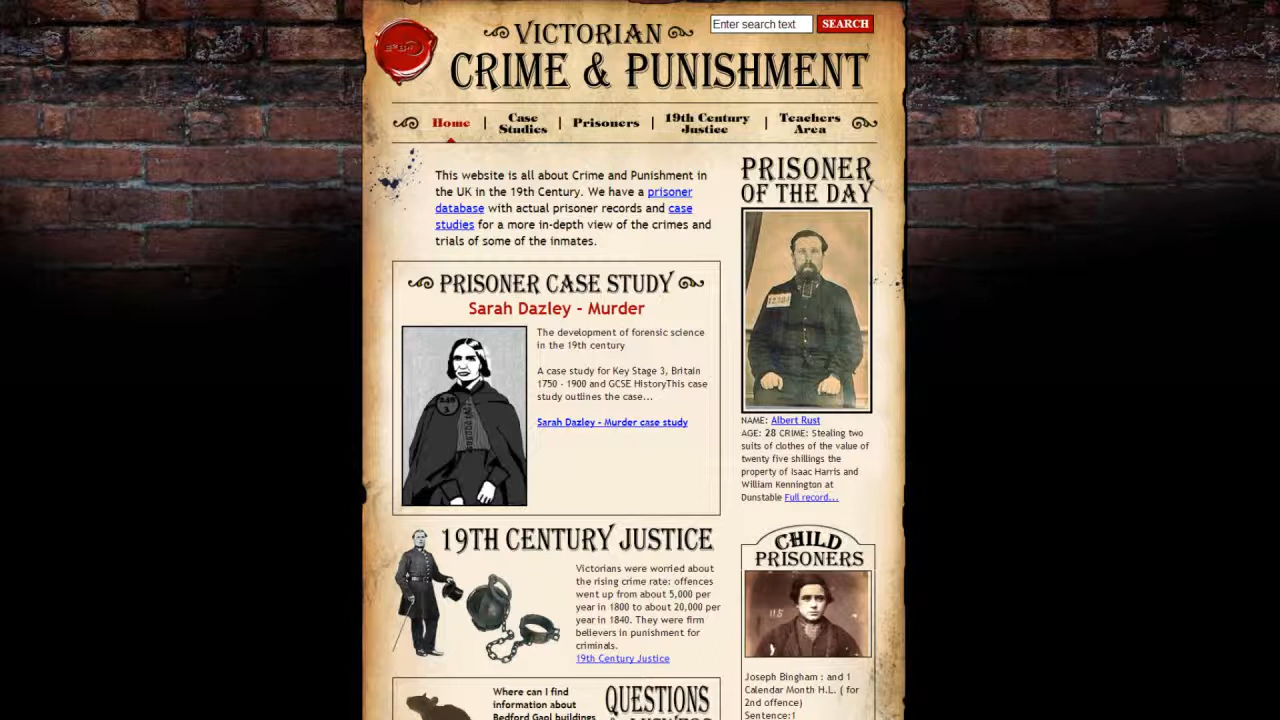 VICTORIAN
CRIME & PUNISHMENT
Enter search text SEARCH
Home
Case
Studies
Prisoners
19th Century
Justice
Teachers
Area
This website is all about Crime and Punishment in
the UK in the 19th Century. We have a prisoner
database with actual prisoner records and case
studies for a more in-depth view of the crimes and
trials of some of the inmates.
PRISONER CASE STUDY
Sarah Dazley - Murder
The development of forensic science
in the 19th century
A case study for Key Stage 3, Britain
1750 - 1900 and GCSE HistoryThis case
study outlines the case...
Sarah Dazley - Murder case study
19TH CENTURY JUSTICE
Victorians were worried about
the rising crime rate: offences
went up from about 5,000 per
year in 1800 to about 20,000 per
year in 1840. They were firm
believers in punishment for
criminals.
19th Century Justice
Where can I find
information about
Bedford Gaol buildings
QUESTIONS
PRISONER
OF THE DAY
NAME: Albert Rust
AGE: 28 CRIME: Stealing two
suits of clothes of the value of
twenty five shillings the
property of Isaac Harris and
William Kennington at
Dunstable Full record...
CHILD
PRISONERS
115
Joseph Bingham : and 1
Calendar Month H.L. ( for
2nd offence)
Sentence:1